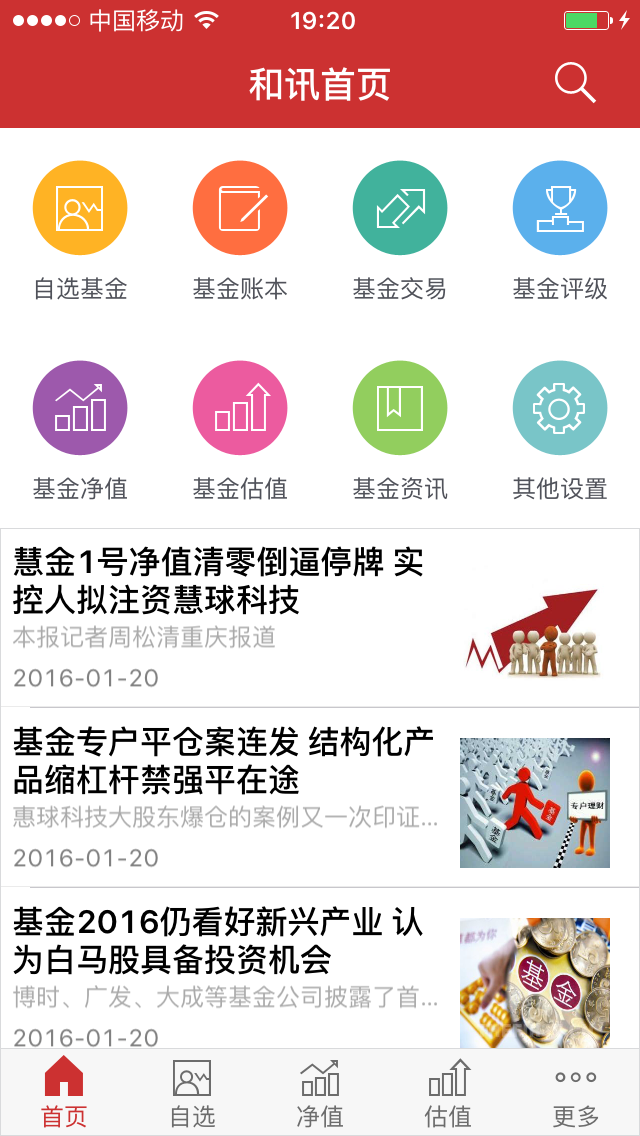 中国移动 19:20
和讯首页
自选基金 基金账本 基金交易 基金评级
基金净值 基金估值 基金资讯 其他设置
慧金1号净值清零倒逼停牌 实
控人拟注资慧球科技
本报记者周松清重庆报道
2016-01-20
基金专户平仓案连发 结构化产
品缩杠杆禁强平在途
惠球科技大股东爆仓的案例又一次印证...
2016-01-20
基金
基金
专户理财
基金2016仍看好新兴产业 认
为白马股具备投资机会
博时、广发、大成等基金公司披露了首...
2016-01-20
都为你
基金
首页 自选 净值 估值 更多